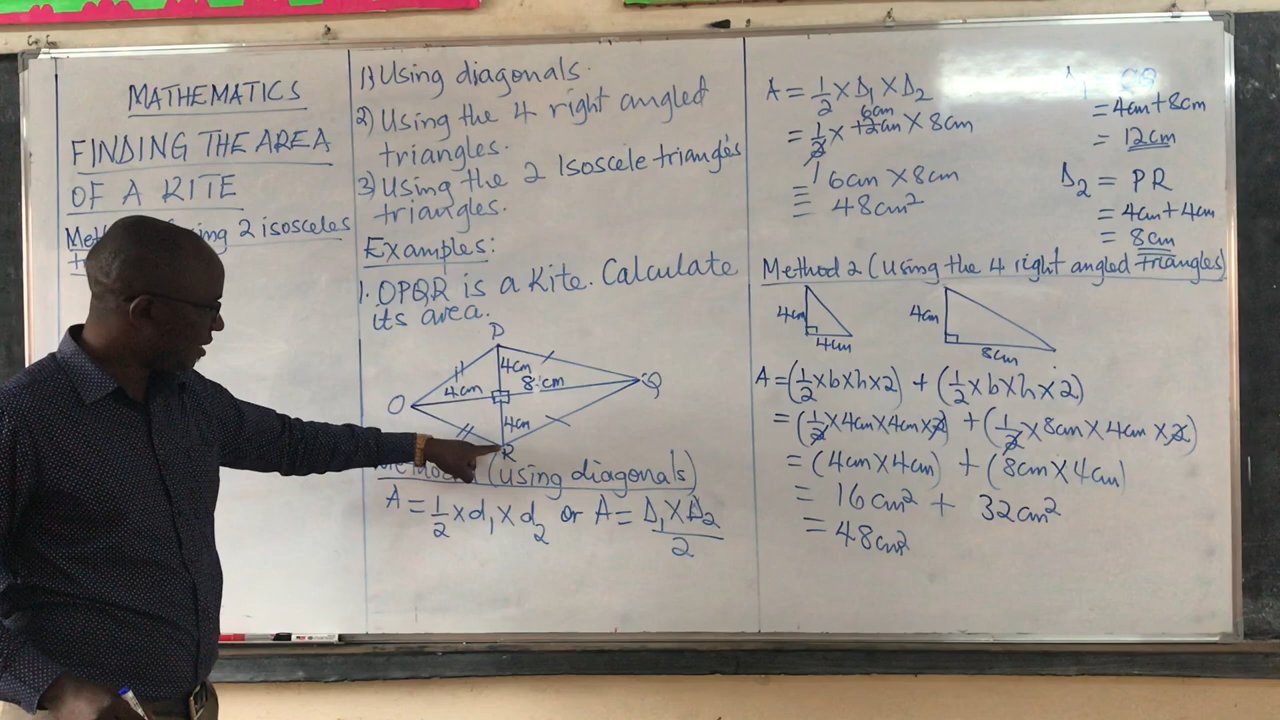 MATHEMATICS
FINDING THE AREA
OF A KITE
using 2 isosceles
1) Using diagonals.
2) Using the 4 right angled
triangles.
3) Using the 2 Isoscele triangles
triangles.
Examples:
1. OPQR is a Kite. Calculate
its area.
P
4cm
4cm 8cm
O Q
4cm
R
(using diagonals)
A = 1/2 × d₁ × d₂ or A = D₁ × D₂ / 2
A = 1/2 × D₁ × D₂
6cm
= 1/2 × 12cm × 8cm
1
= 6cm × 8cm
= 48cm²
= 4cm + 8cm
= 12cm
D₂ = PR
= 4cm + 4cm
= 8cm
Method 2 (Using the 4 right angled triangles)
4cm 4cm
4cm 8cm
A = (1/2 × b × h × 2) + (1/2 × b × h × 2)
= (1/2 × 4cm × 4cm × 2) + (1/2 × 8cm × 4cm × 2)
= (4cm × 4cm) + (8cm × 4cm)
= 16cm² + 32cm²
= 48cm²